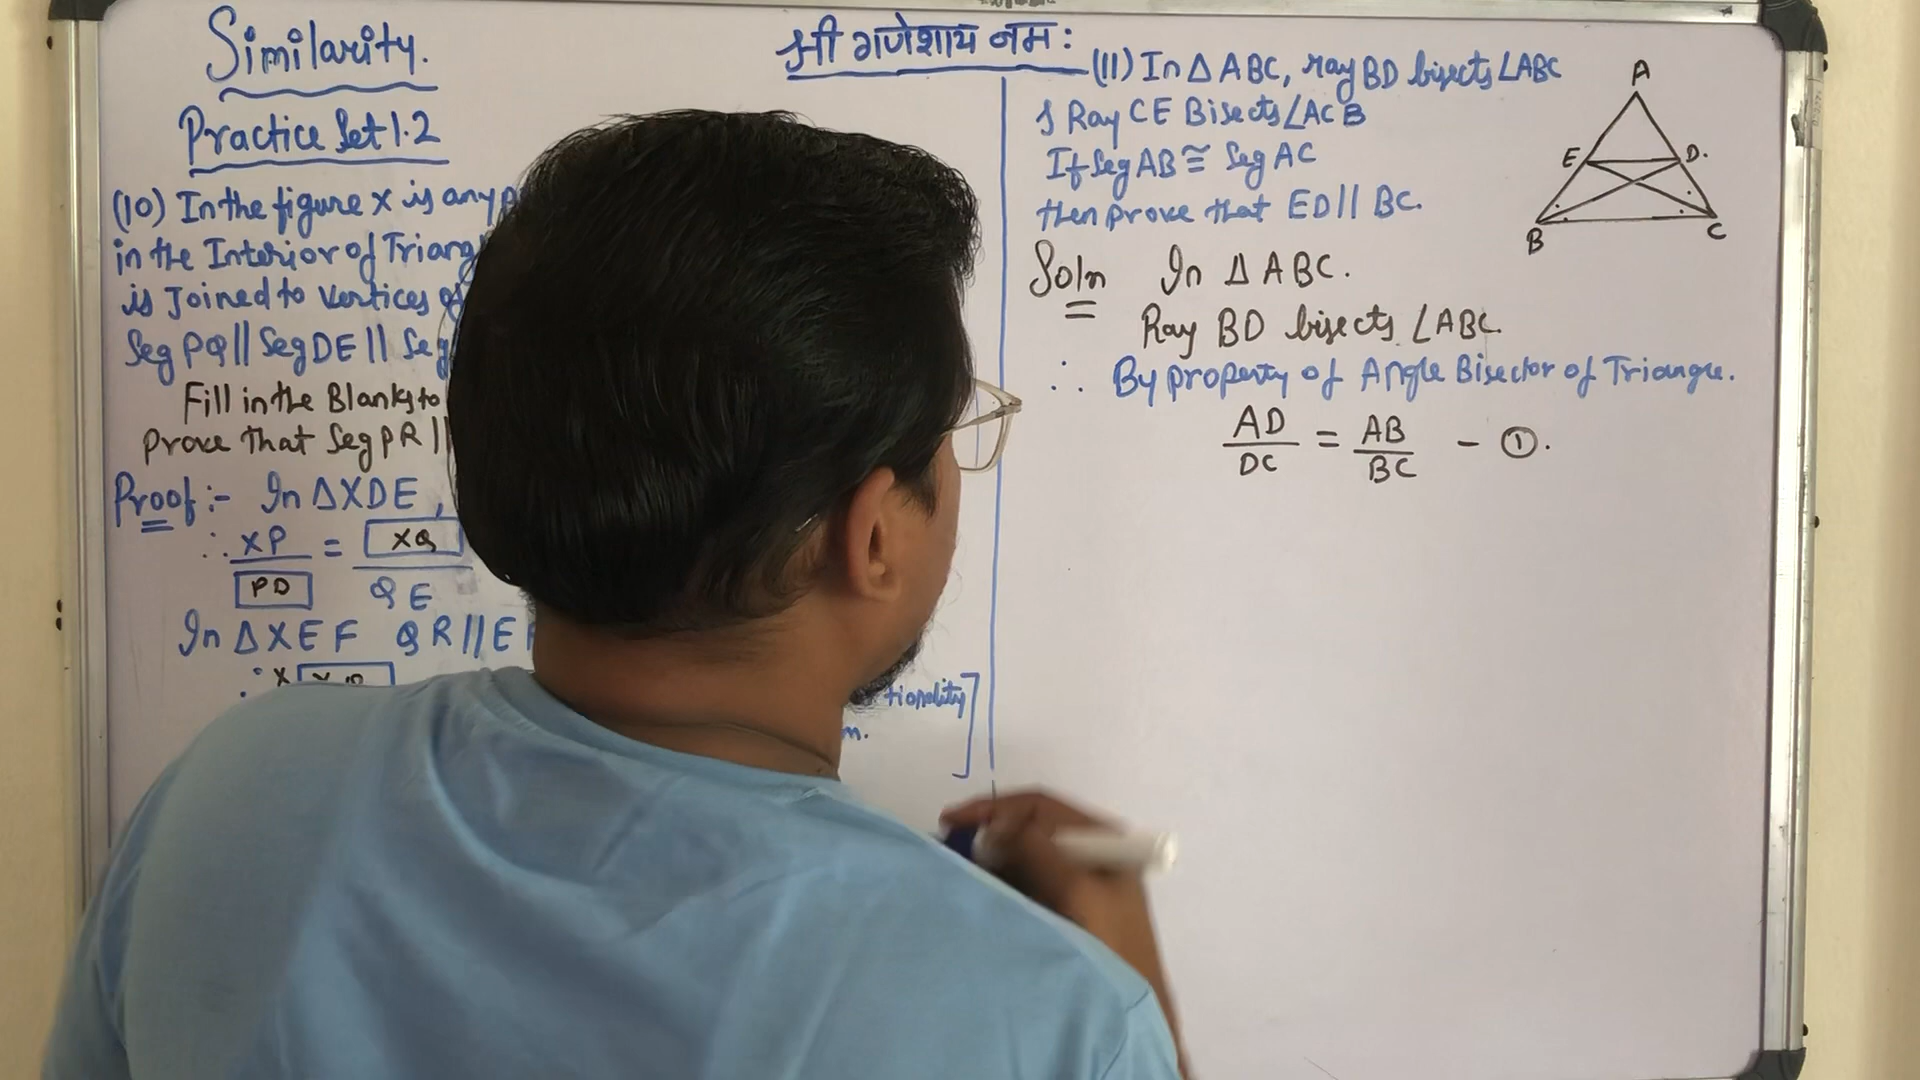 श्री गणेशाय नमः
Similarity.
Practice Set 1.2
(10) In the figure X is any
in the Interior of Triang
is Joined to vertices of
Seg PQ || Seg DE || Seg
Fill in the Blanks to
Prove that Seg PR ||
Proof :- In Δ XDE ,
∴ XP/PD = XQ/QE
In Δ XEF QR || E
tionality
(11) In Δ ABC, ray BD bisects ∠ABC
& Ray CE Bisects ∠ACB
If Seg AB ≅ Seg AC
then prove that ED || BC.
A
E D.
B C
Soln In Δ ABC.
Ray BD bisects ∠ABC.
∴ By property of Angle Bisector of Triangle.
AD/DC = AB/BC - ①.